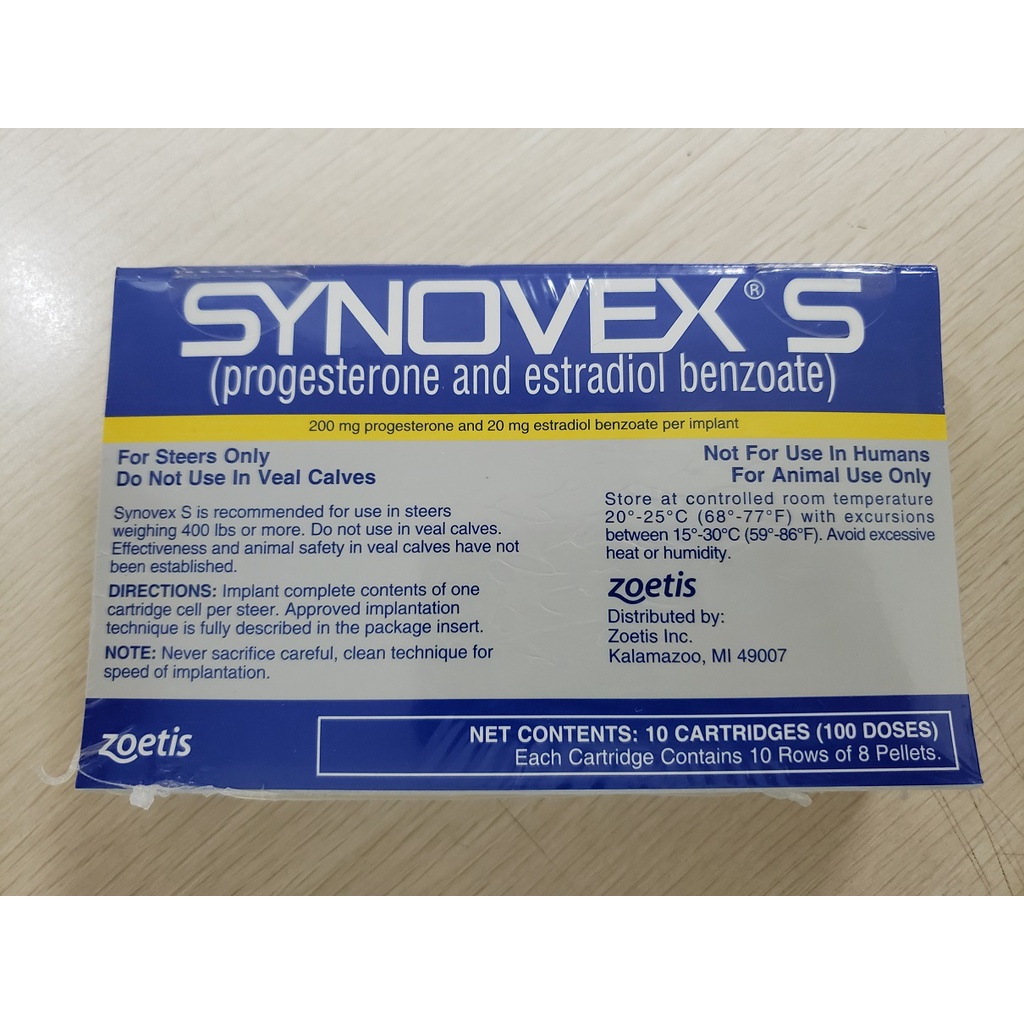 SYNOVEX® S
(progesterone and estradiol benzoate)
200 mg progesterone and 20 mg estradiol benzoate per implant
For Steers Only
Do Not Use In Veal Calves
Synovex S is recommended for use in steers
weighing 400 lbs or more. Do not use in veal calves.
Effectiveness and animal safety in veal calves have not
been established.
DIRECTIONS: Implant complete contents of one
cartridge cell per steer. Approved implantation
technique is fully described in the package insert.
NOTE: Never sacrifice careful, clean technique for
speed of implantation.
Not For Use In Humans
For Animal Use Only
Store at controlled room temperature
20°-25°C (68°-77°F) with excursions
between 15°-30°C (59°-86°F). Avoid excessive
heat or humidity.
zoetis
Distributed by:
Zoetis Inc.
Kalamazoo, MI 49007
zoetis
NET CONTENTS: 10 CARTRIDGES (100 DOSES)
Each Cartridge Contains 10 Rows of 8 Pellets.